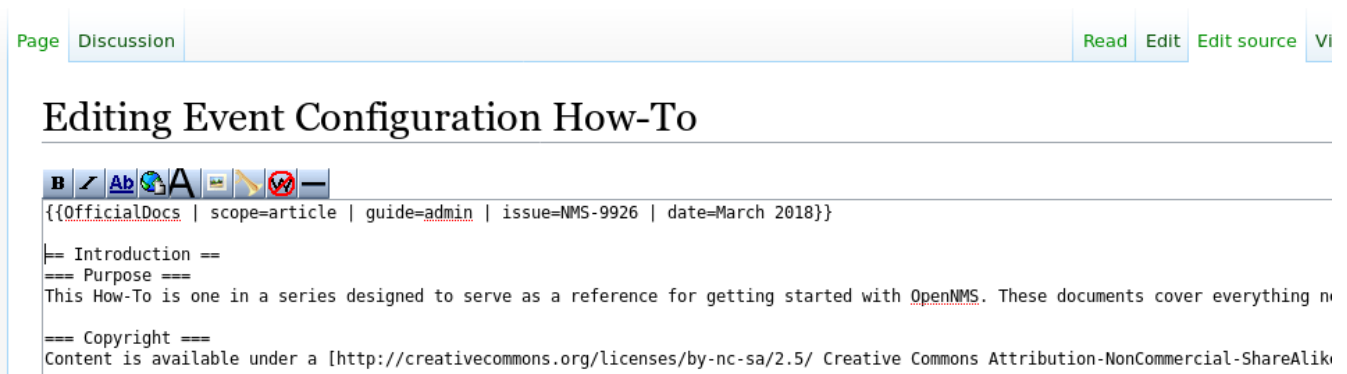 Page Discussion Read Edit Edit source
Editing Event Configuration How-To
B I Ab A W
{{OfficialDocs | scope=article | guide=admin | issue=NMS-9926 | date=March 2018}}
== Introduction ==
=== Purpose ===
This How-To is one in a series designed to serve as a reference for getting started with OpenNMS. These documents cover everything
=== Copyright ===
Content is available under a [http://creativecommons.org/licenses/by-nc-sa/2.5/ Creative Commons Attribution-NonCommercial-ShareAlike